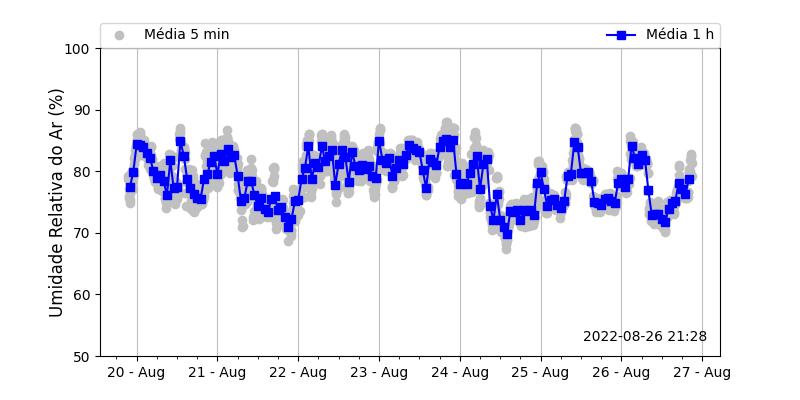 Média 5 min
Média 1 h
100
90
80
70
60
50
Umidade Relativa do Ar (%)
2022-08-26 21:28
20 - Aug
21 - Aug
22 - Aug
23 - Aug
24 - Aug
25 - Aug
26 - Aug
27 - Aug